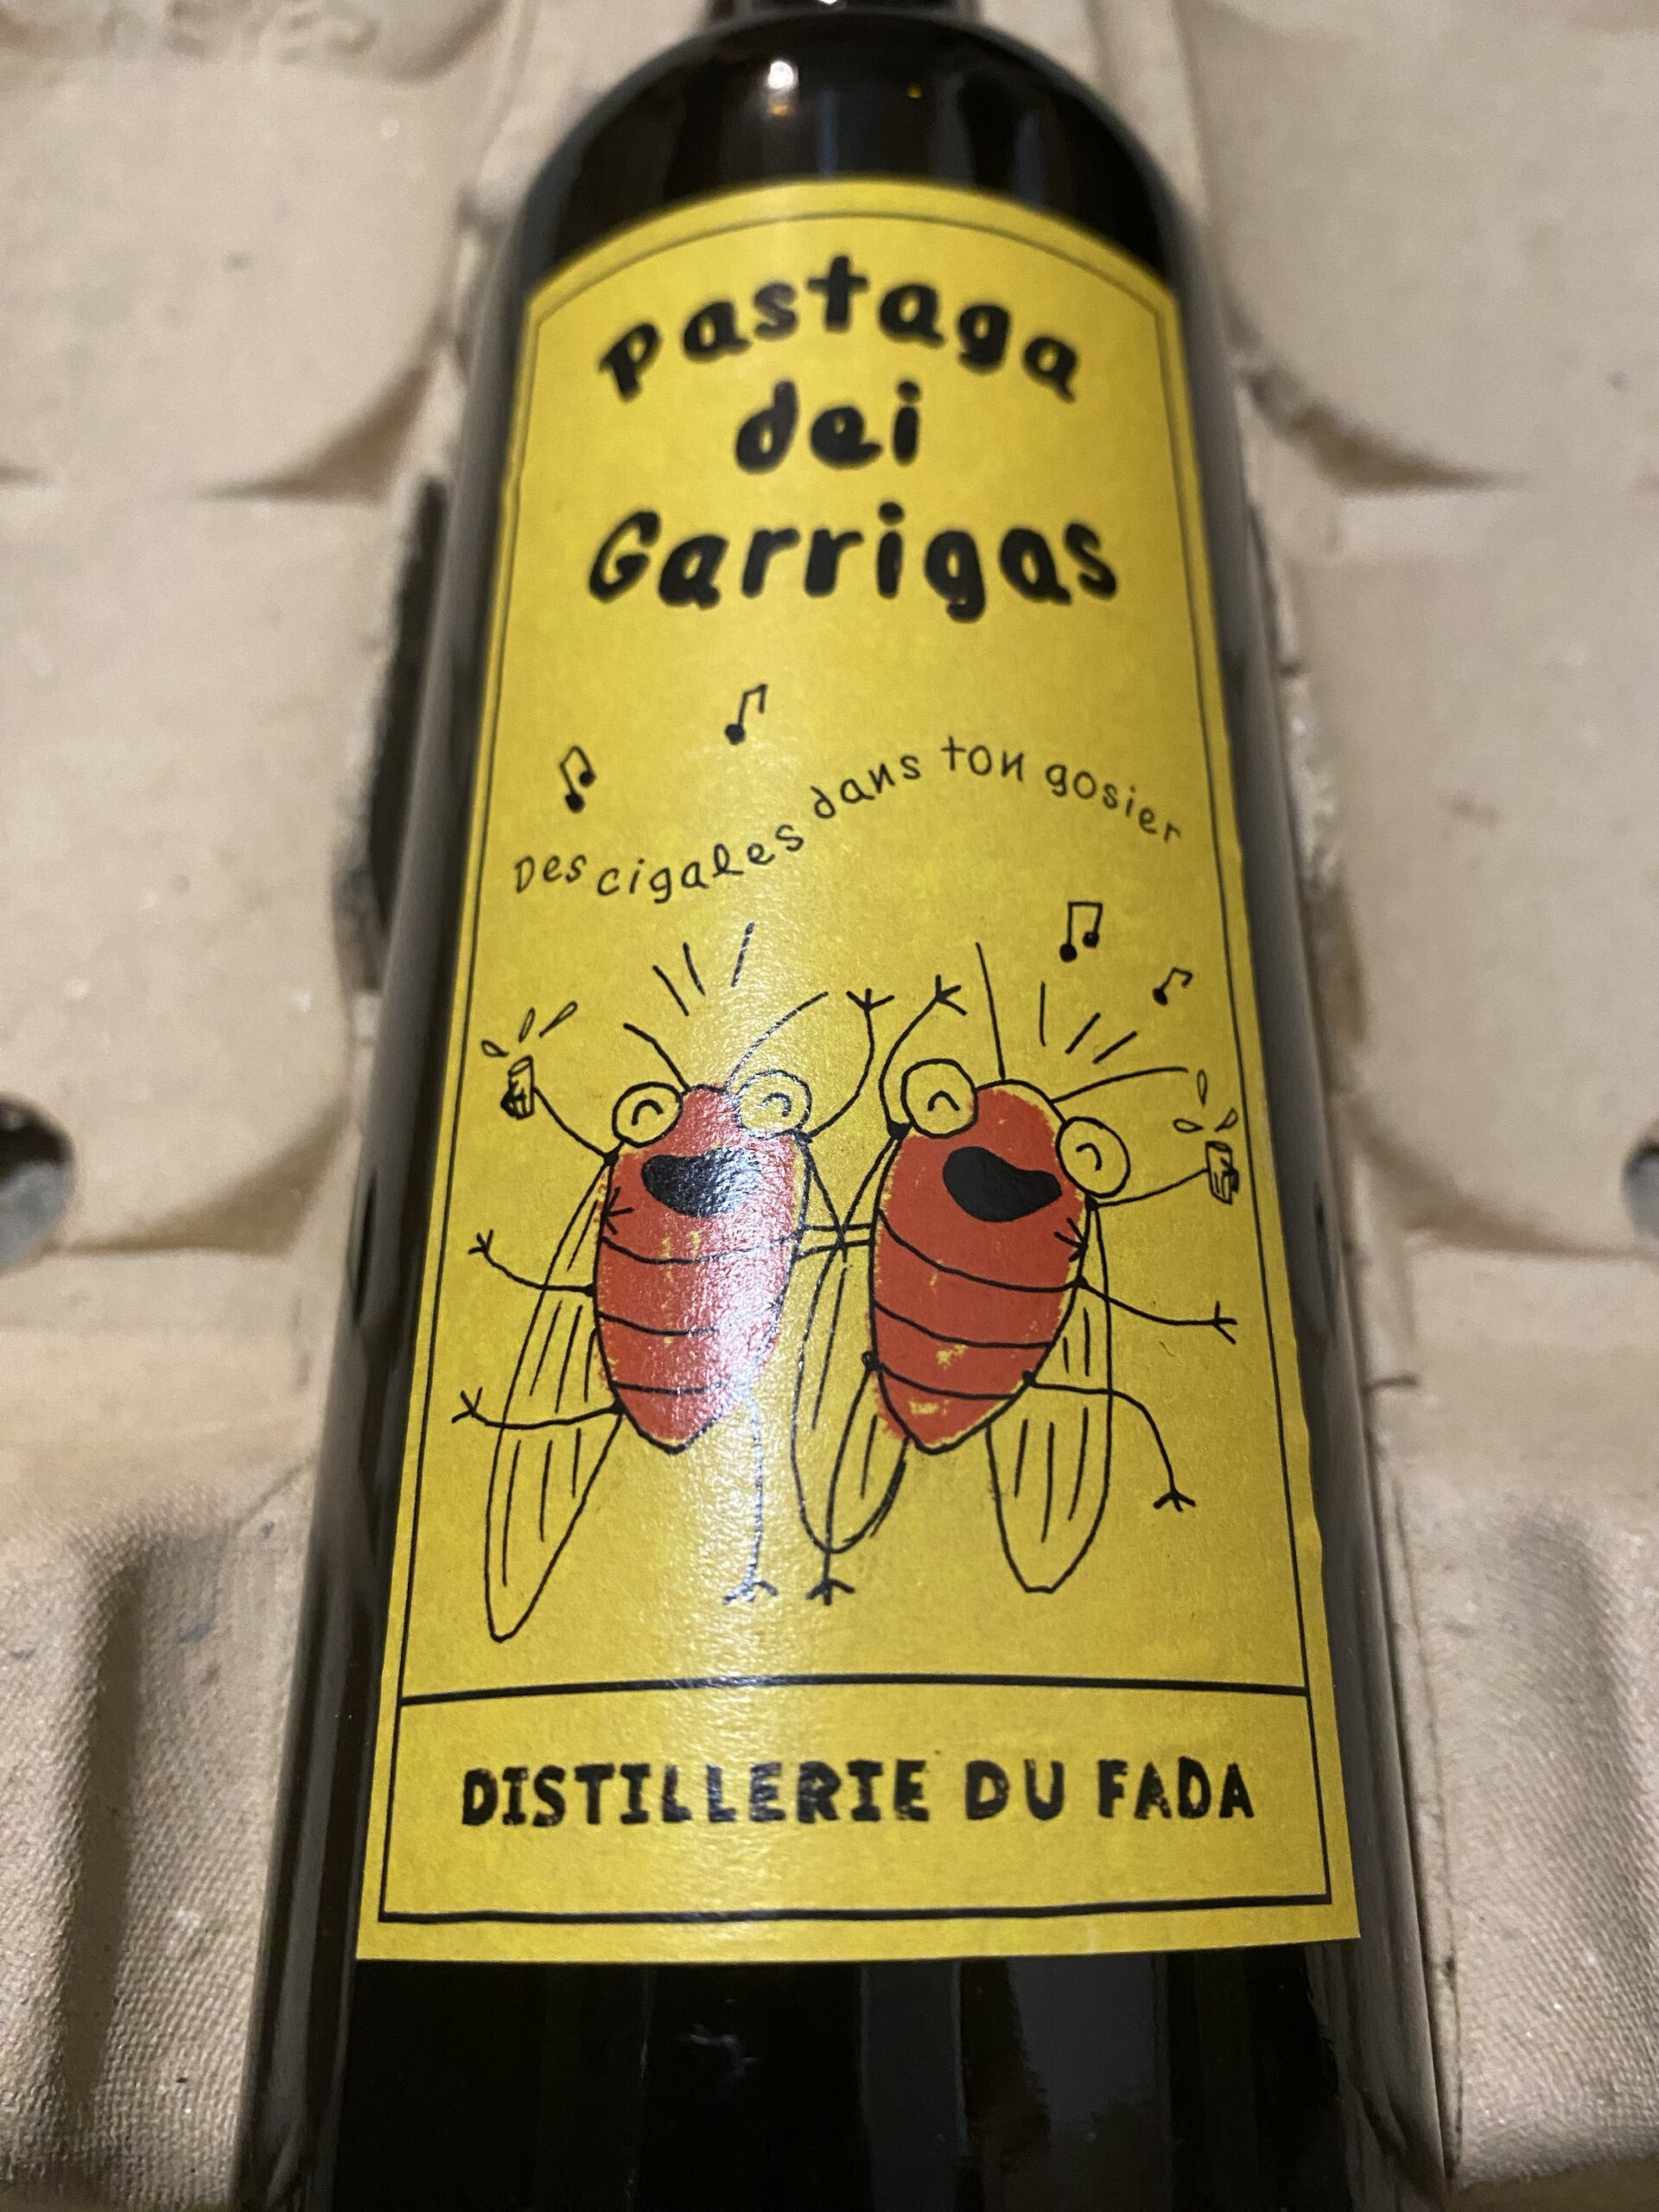 Pastaga
dei
Garrigas
Des cigales dans ton gosier
DISTILLERIE DU FADA